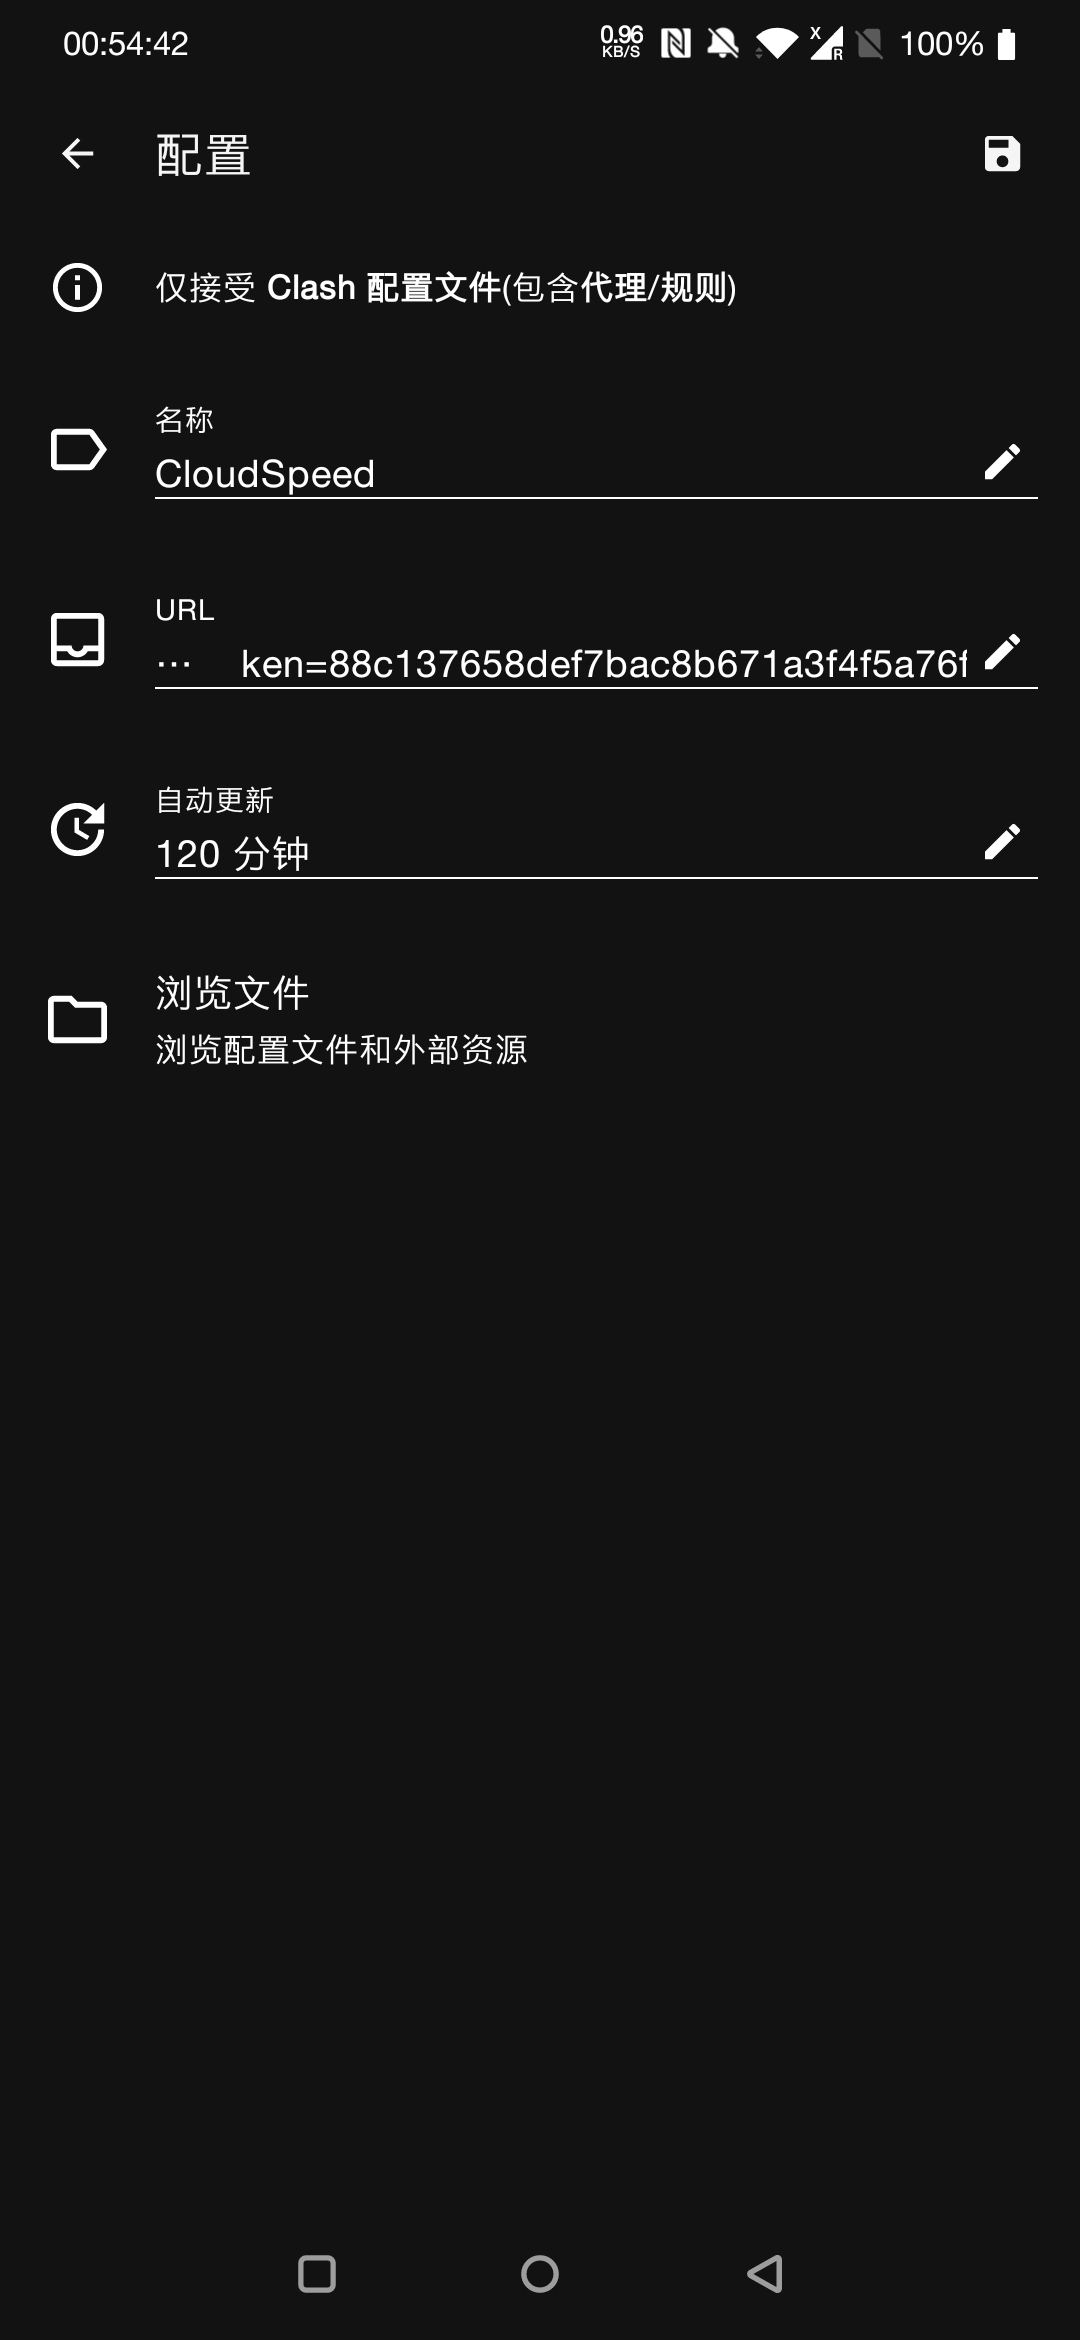 00:54:42
0.96
KB/S
X
R
100%
配置
仅接受 Clash 配置文件(包含代理/规则)
名称
CloudSpeed
URL
… ken=88c137658def7bac8b671a3f4f5a76f
自动更新
120 分钟
浏览文件
浏览配置文件和外部资源